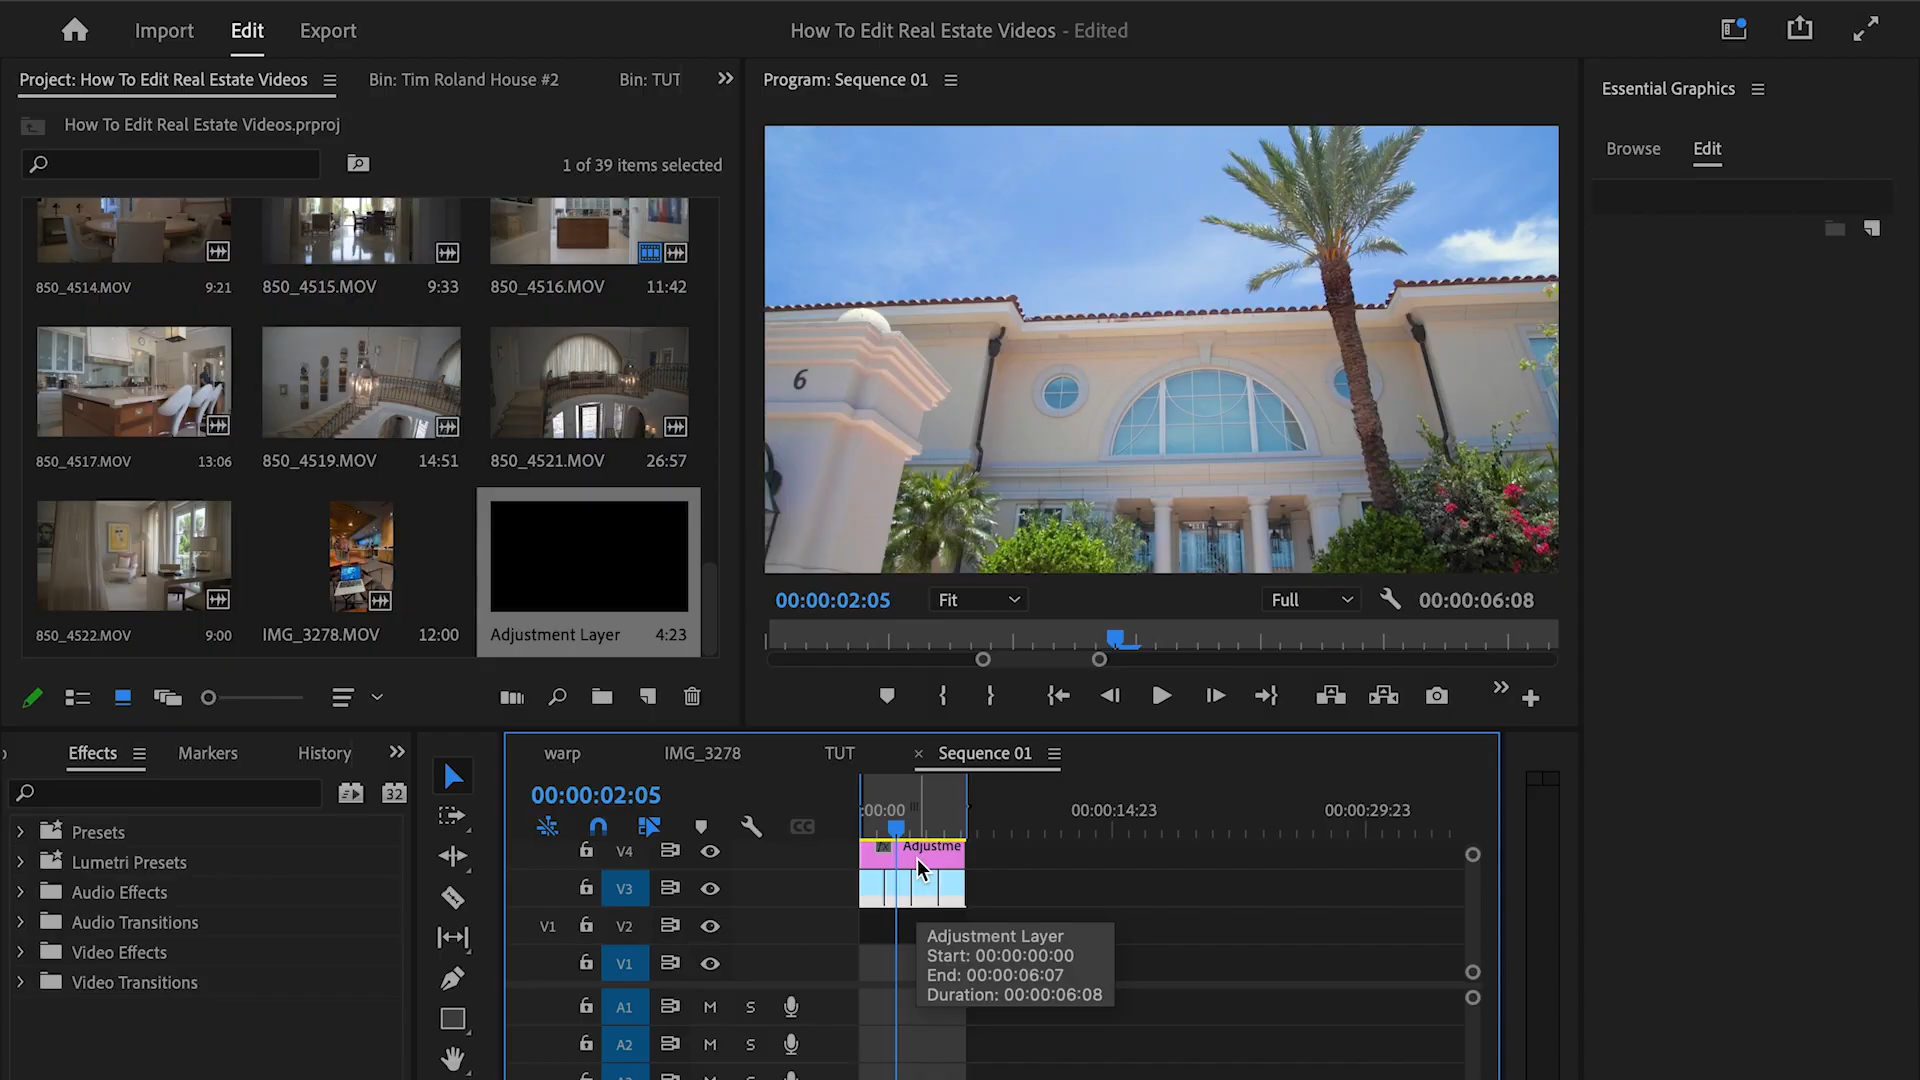 Import
Edit
Export
How To Edit Real Estate Videos - Edited
Project: How To Edit Real Estate Videos
Bin: Tim Roland House #2
Bin: TUT
Program: Sequence 01
Essential Graphics
How To Edit Real Estate Videos.prproj
Browse
Edit
1 of 39 items selected
850_4514.MOV 9:21
850_4515.MOV 9:33
850_4516.MOV 11:42
850_4517.MOV 13:06
850_4519.MOV 14:51
850_4521.MOV 26:57
850_4522.MOV 9:00
IMG_3278.MOV 12:00
Adjustment Layer 4:23
6
00:00:02:05
Fit
Full
00:00:06:08
Effects
Markers
History
32
Presets
Lumetri Presets
Audio Effects
Audio Transitions
Video Effects
Video Transitions
warp
IMG_3278
TUT
× Sequence 01
00:00:02:05
:00:00
00:00:14:23
00:00:29:23
CC
V4
fx Adjustme
V3
V1 V2
V1
A1 M S
A2 M S
Adjustment Layer
Start: 00:00:00:00
End: 00:00:06:07
Duration: 00:00:06:08